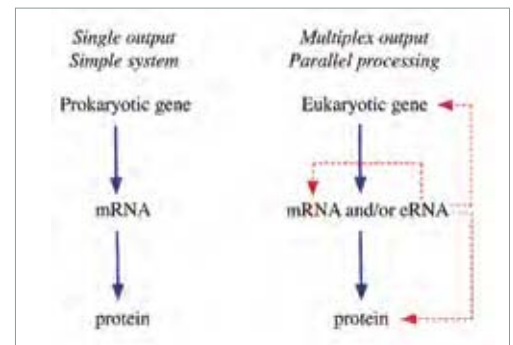 Single output
Simple system
Prokaryotic gene
mRNA
protein
Multiplex output
Parallel processing
Eukaryotic gene
mRNA and/or eRNA
protein